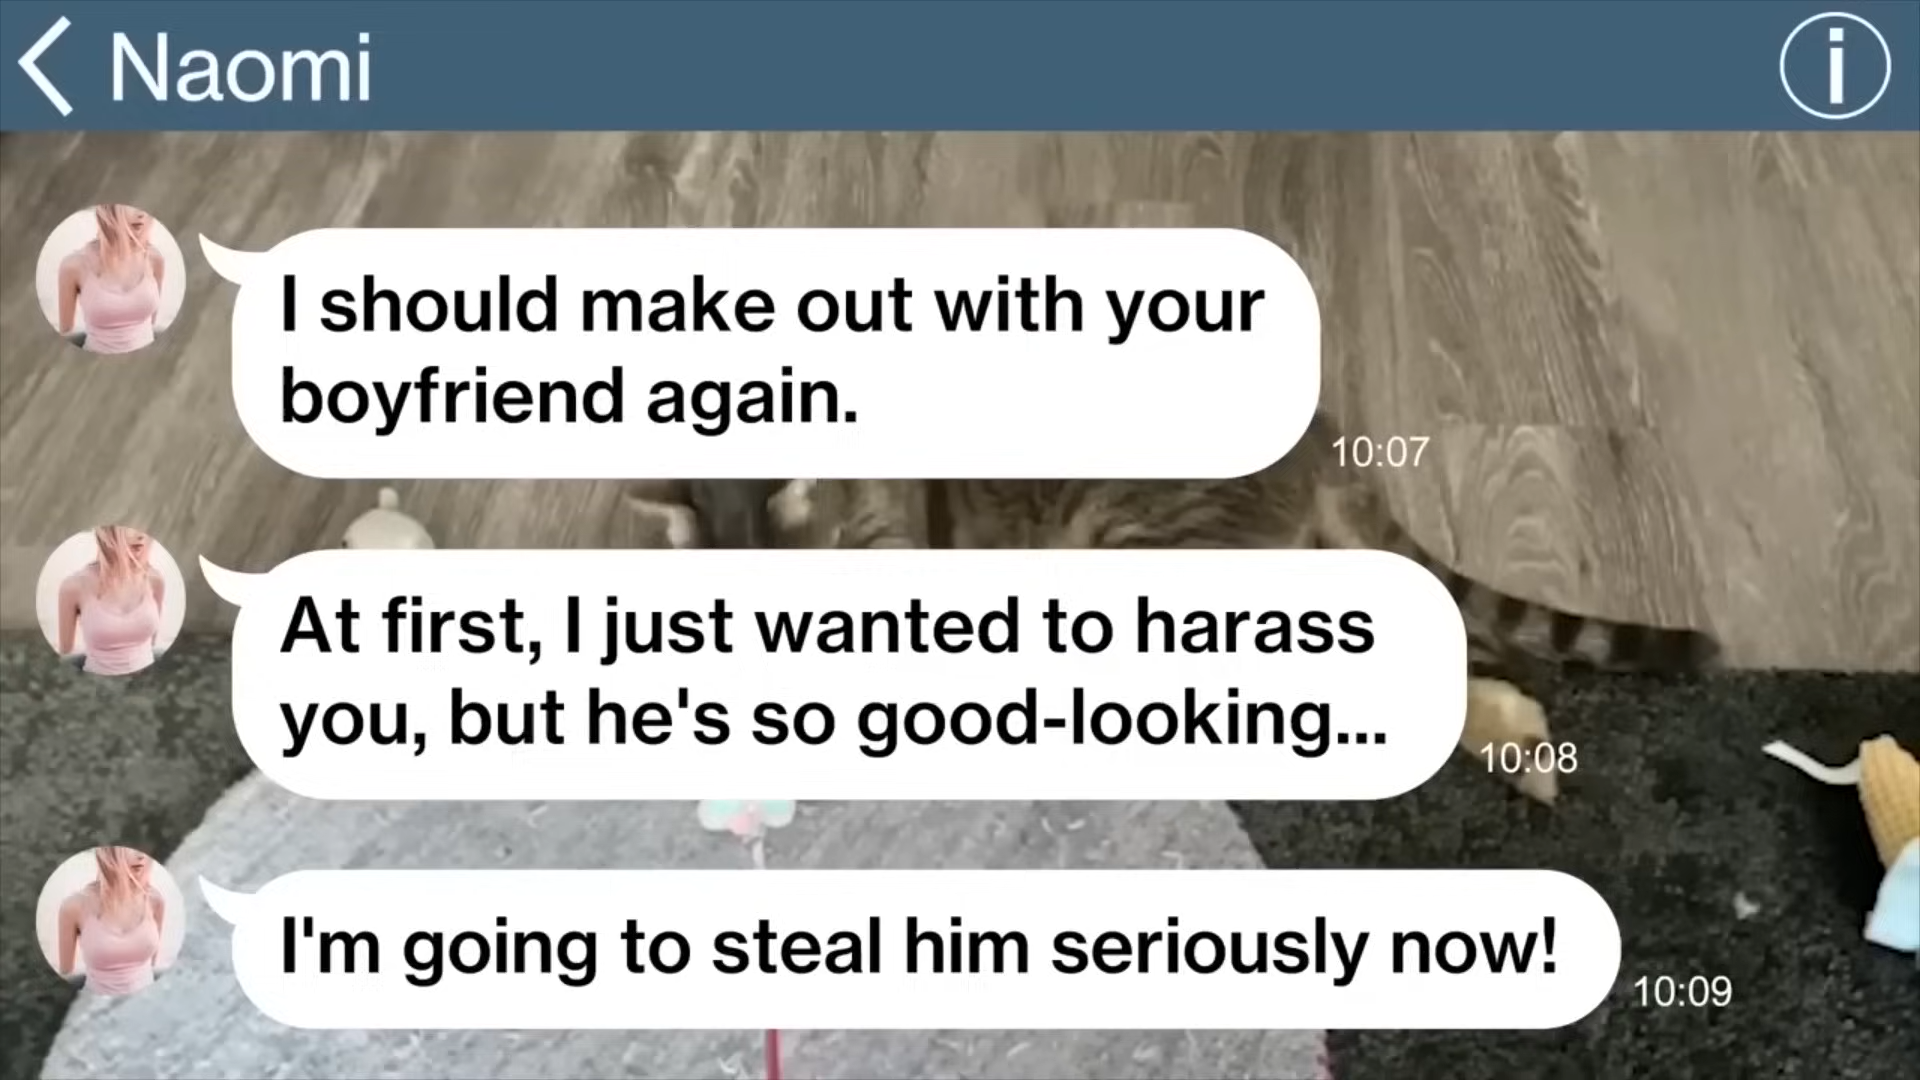 Naomi
I should make out with your
boyfriend again.
10:07
At first, I just wanted to harass
you, but he's so good-looking...
10:08
I'm going to steal him seriously now!
10:09